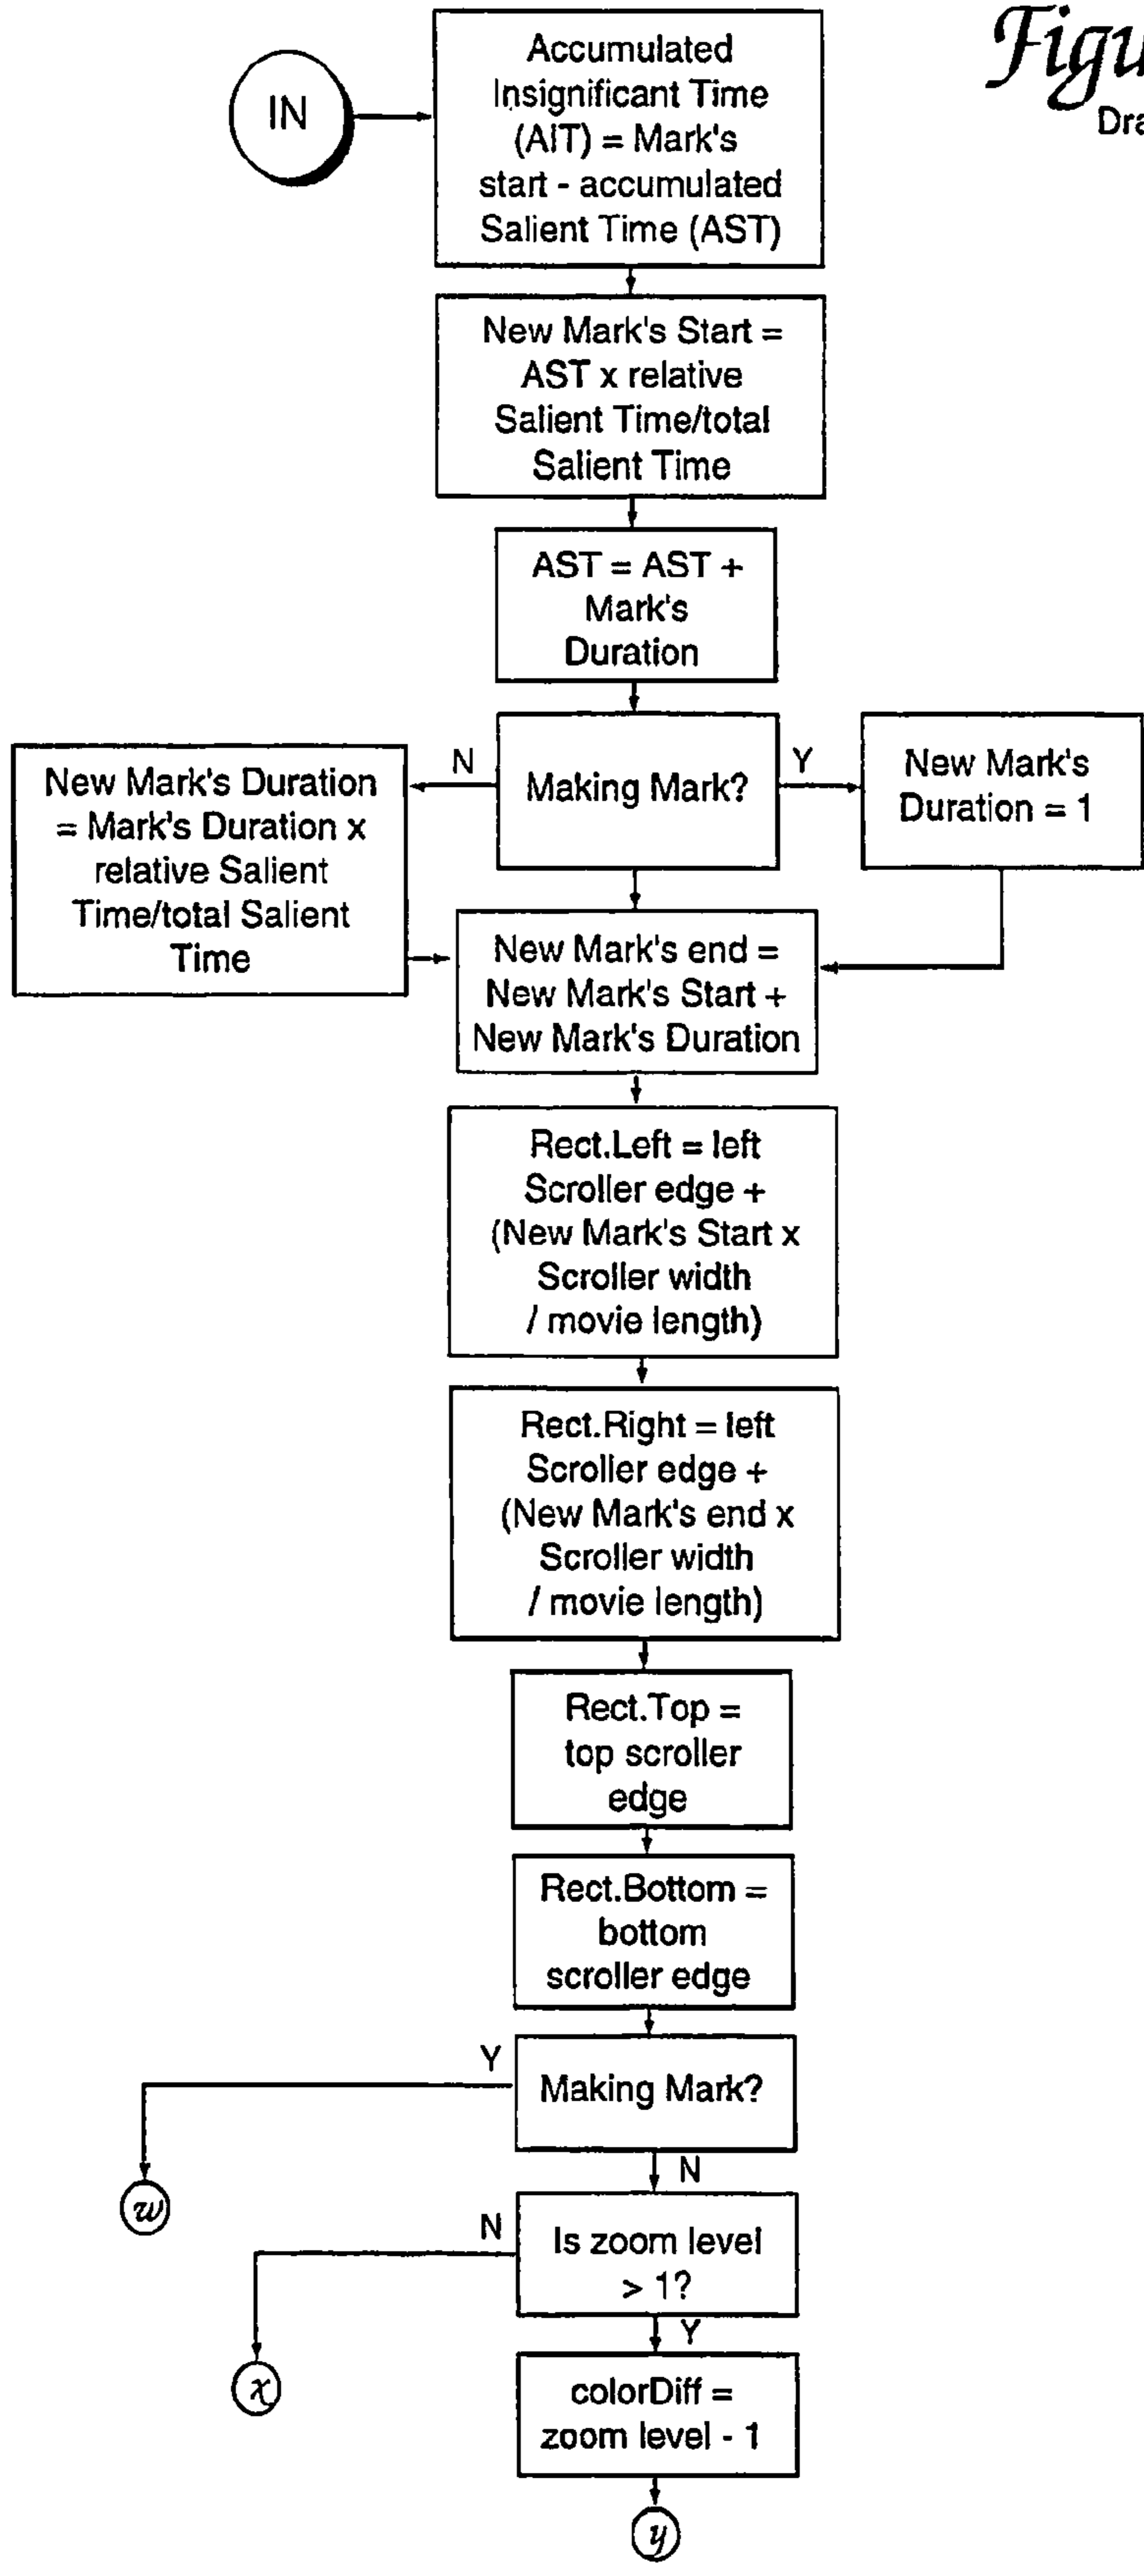 Figu
Dra
IN
Accumulated
Insignificant Time
(AIT) = Mark's
start - accumulated
Salient Time (AST)
New Mark's Start =
AST x relative
Salient Time/total
Salient Time
AST = AST +
Mark's
Duration
N
Making Mark?
Y
New Mark's
Duration = 1
New Mark's Duration
= Mark's Duration x
relative Salient
Time/total Salient
Time
New Mark's end =
New Mark's Start +
New Mark's Duration
Rect.Left = left
Scroller edge +
(New Mark's Start x
Scroller width
/ movie length)
Rect.Right = left
Scroller edge +
(New Mark's end x
Scroller width
/ movie length)
Rect.Top =
top scroller
edge
Rect.Bottom =
bottom
scroller edge
Y
Making Mark?
w
N
N
Is zoom level
> 1?
x
Y
colorDiff =
zoom level - 1
y